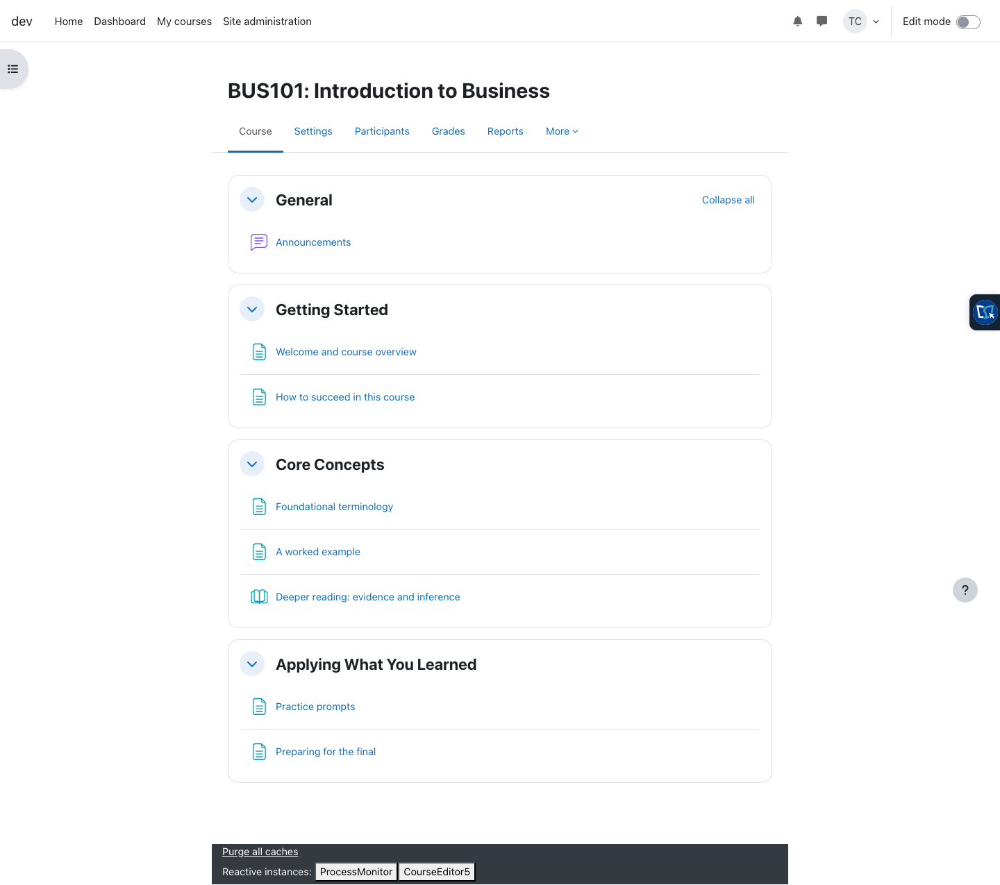 dev Home Dashboard My courses Site administration TC Edit mode
BUS101: Introduction to Business
Course Settings Participants Grades Reports More
General Collapse all
Announcements
Getting Started
Welcome and course overview
How to succeed in this course
Core Concepts
Foundational terminology
A worked example
Deeper reading: evidence and inference
?
Applying What You Learned
Practice prompts
Preparing for the final
Purge all caches
Reactive instances: ProcessMonitor CourseEditor5